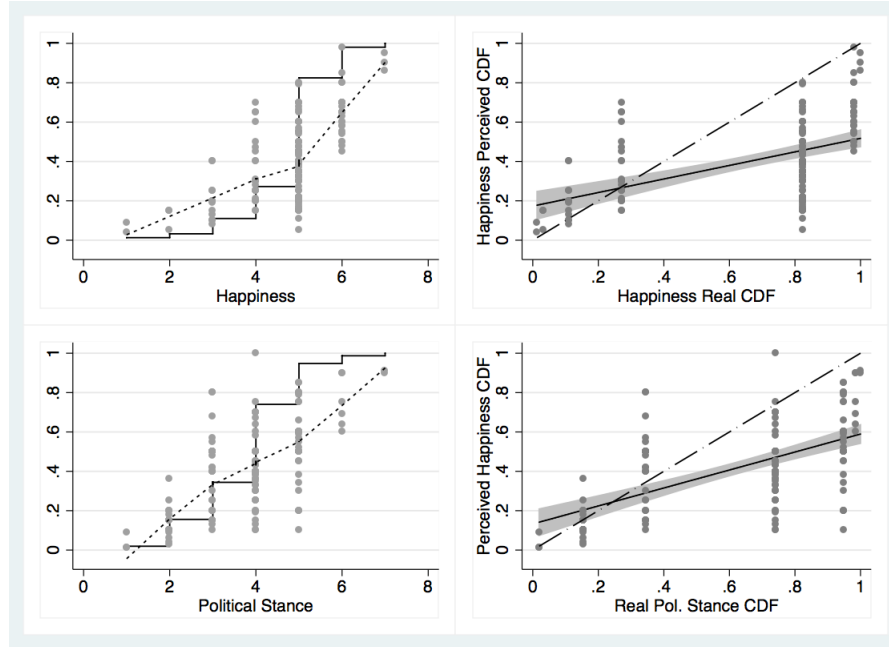 0 .2 .4 .6 .8 1
0 2 4 6 8
Happiness
Happiness Perceived CDF
0 .2 .4 .6 .8 1
0 .2 .4 .6 .8 1
Happiness Real CDF
0 .2 .4 .6 .8 1
0 2 4 6 8
Political Stance
Perceived Happiness CDF
0 .2 .4 .6 .8 1
0 .2 .4 .6 .8 1
Real Pol. Stance CDF